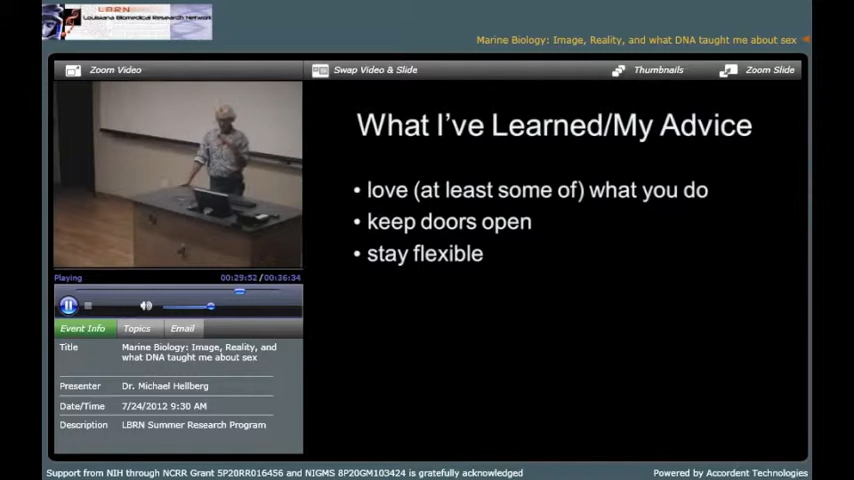 LBRN
Louisiana Biomedical Research Network
Marine Biology: Image, Reality, and what DNA taught me about sex
Zoom Video
Swap Video & Slide
Thumbnails
Zoom Slide
What I've Learned/My Advice
• love (at least some of) what you do
• keep doors open
• stay flexible
Playing
00:29:52 / 00:36:34
Event Info
Topics
Email
Title
Marine Biology: Image, Reality, and
what DNA taught me about sex
Presenter
Dr. Michael Hellberg
Date/Time
7/24/2012 9:30 AM
Description
LBRN Summer Research Program
Support from NIH through NCRR Grant 5P20RR016456 and NIGMS 8P20GM103424 is gratefully acknowledged
Powered by Accordent Technologies